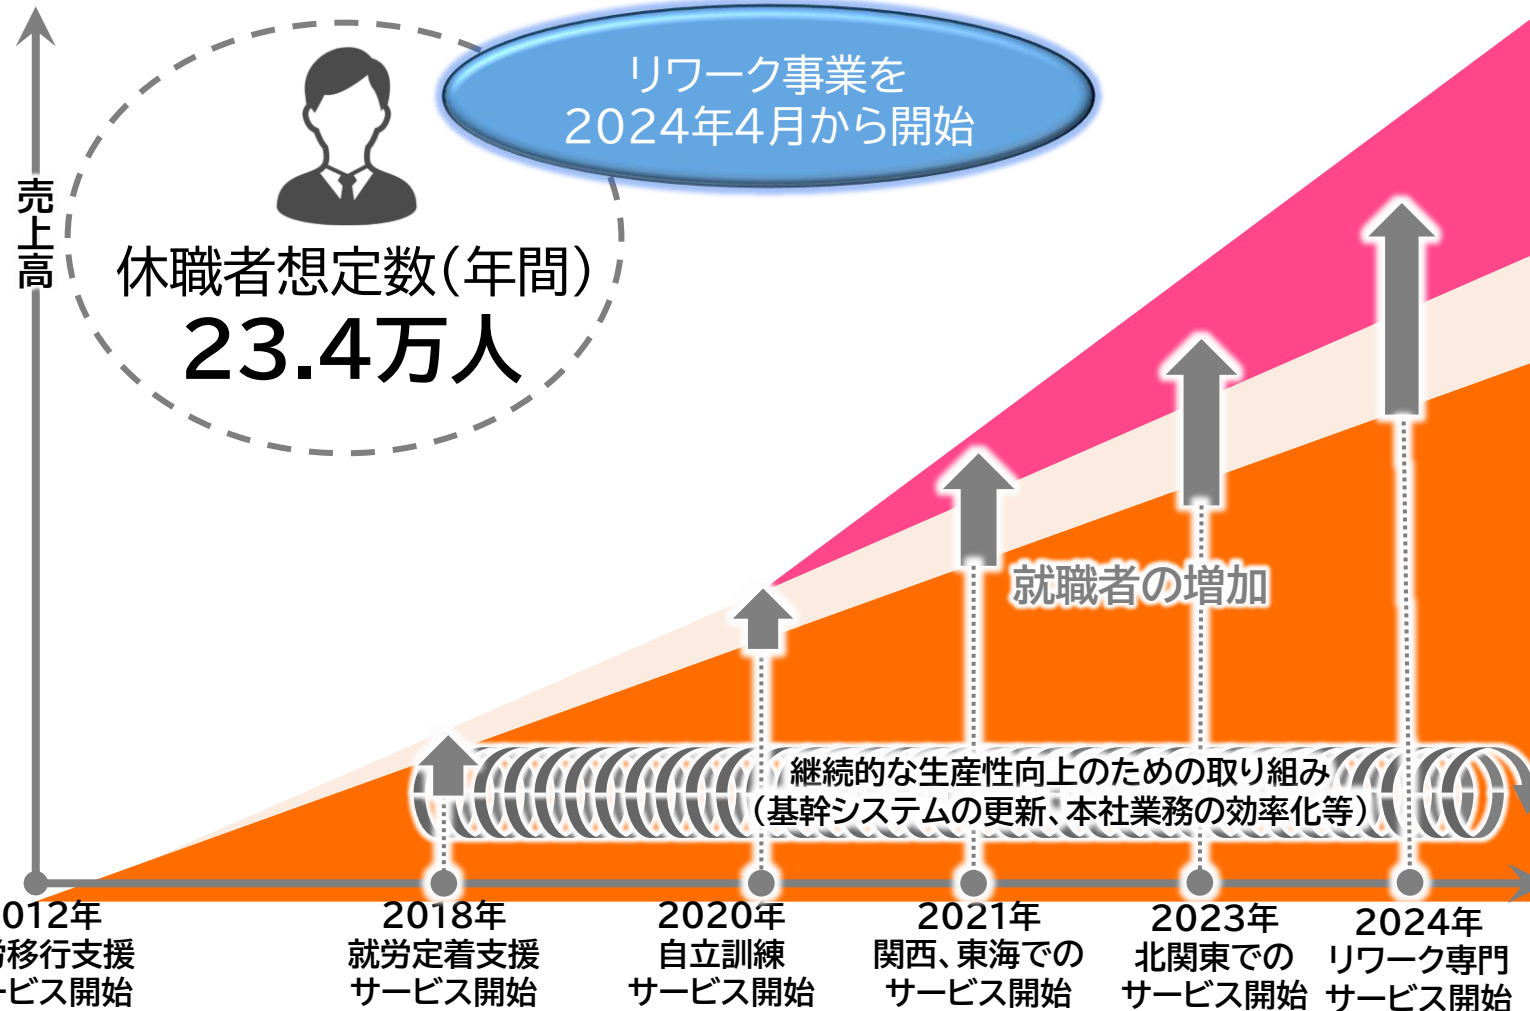 リワーク事業を
2024年4月から開始
売上高
休職者想定数(年間)
23.4万人
就職者の増加
継続的な生産性向上のための取り組み
(基幹システムの更新、本社業務の効率化等)
012年
労移行支援
ービス開始
2018年
就労定着支援
サービス開始
2020年
自立訓練
サービス開始
2021年
関西、東海での
サービス開始
2023年
北関東での
サービス開始
2024年
リワーク専門
サービス開始